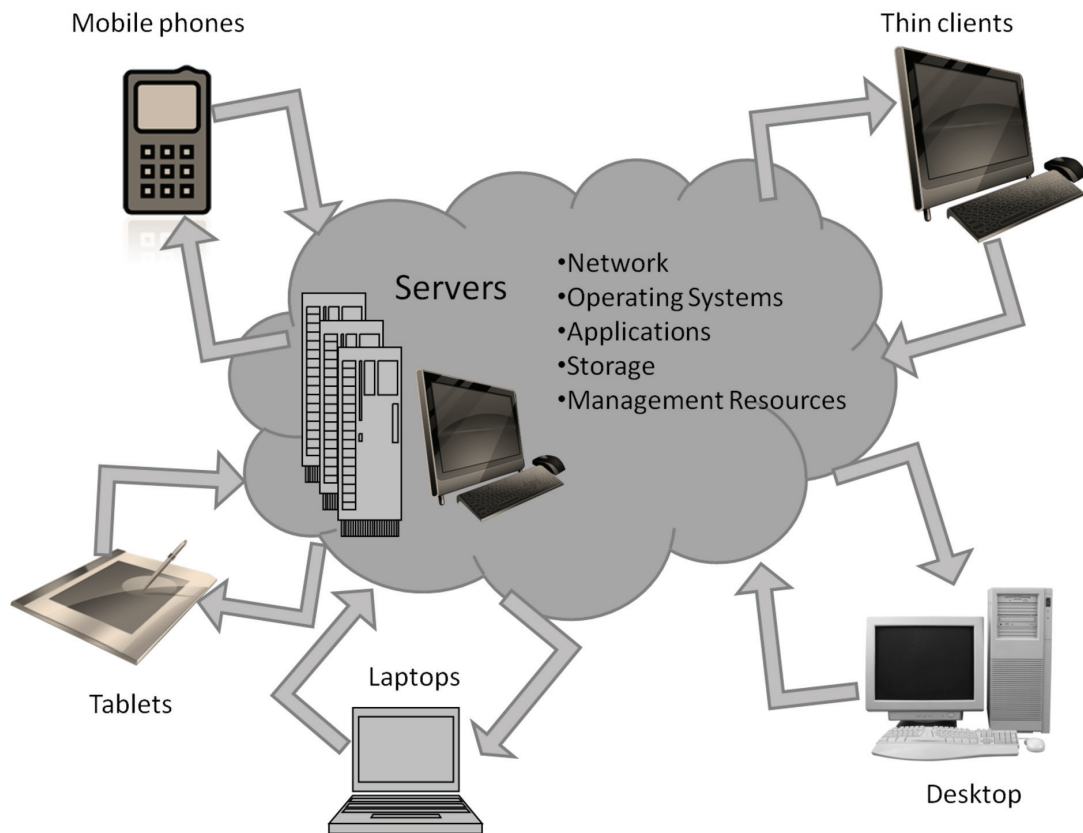 Mobile phones
Thin clients
Servers
•Network
•Operating Systems
•Applications
•Storage
•Management Resources
Tablets
Laptops
Desktop